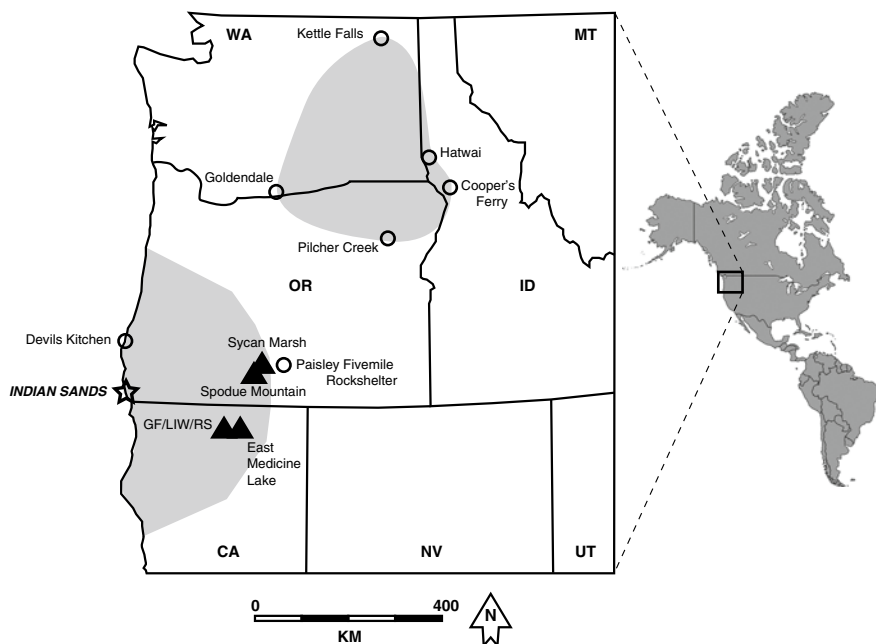 WA
Kettle Falls
MT
Hatwai
Goldendale
Cooper's
Ferry
Pilcher Creek
OR
ID
Devils Kitchen
Sycan Marsh
Paisley Fivemile
Rockshelter
INDIAN SANDS
Spodue Mountain
GF/LIW/RS
East
Medicine
Lake
CA
NV
UT
0
400
KM
N